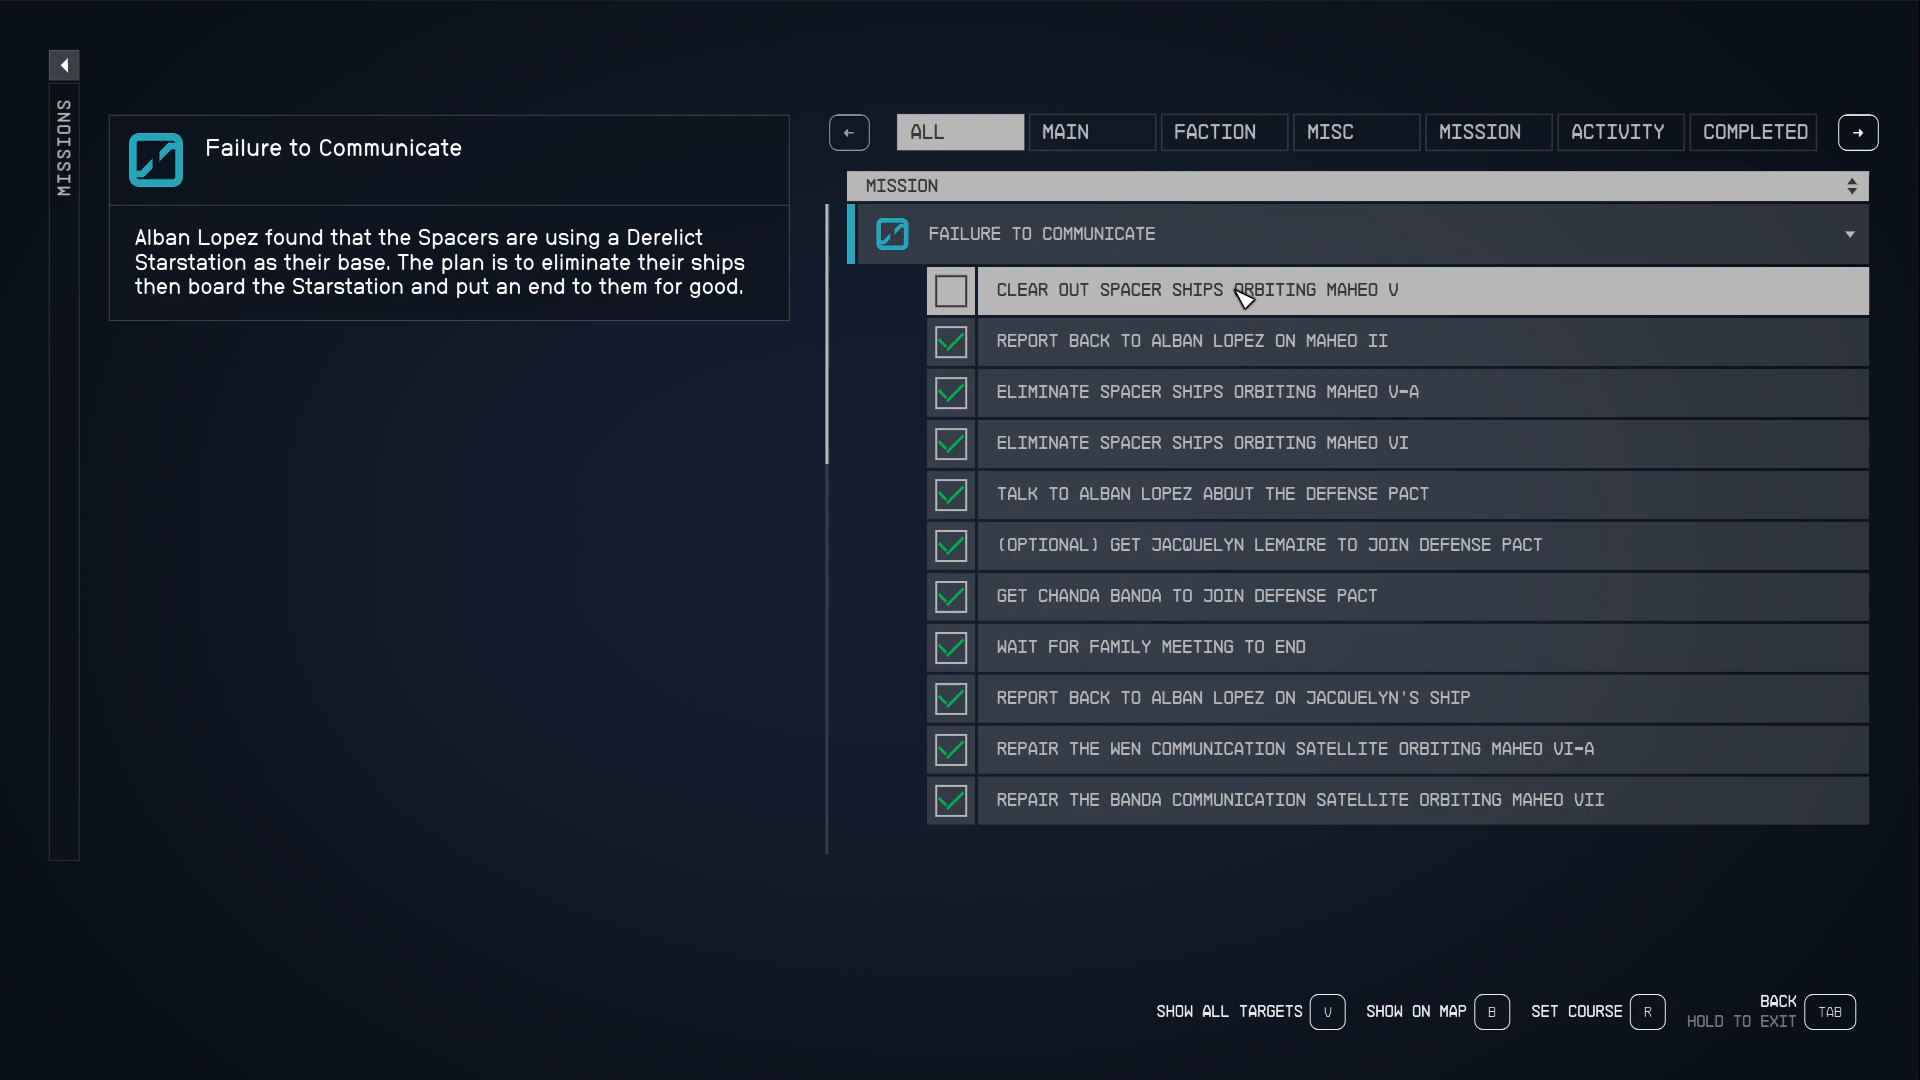 MISSIONS
Failure to Communicate
Alban Lopez found that the Spacers are using a Derelict
Starstation as their base. The plan is to eliminate their ships
then board the Starstation and put an end to them for good.
ALL MAIN FACTION MISC MISSION ACTIVITY COMPLETED
MISSION
FAILURE TO COMMUNICATE
CLEAR OUT SPACER SHIPS ORBITING MAHEO V
REPORT BACK TO ALBAN LOPEZ ON MAHEO II
ELIMINATE SPACER SHIPS ORBITING MAHEO V-A
ELIMINATE SPACER SHIPS ORBITING MAHEO VI
TALK TO ALBAN LOPEZ ABOUT THE DEFENSE PACT
(OPTIONAL) GET JACQUELYN LEMAIRE TO JOIN DEFENSE PACT
GET CHANDA BANDA TO JOIN DEFENSE PACT
WAIT FOR FAMILY MEETING TO END
REPORT BACK TO ALBAN LOPEZ ON JACQUELYN'S SHIP
REPAIR THE WEN COMMUNICATION SATELLITE ORBITING MAHEO VI-A
REPAIR THE BANDA COMMUNICATION SATELLITE ORBITING MAHEO VII
SHOW ALL TARGETS V SHOW ON MAP B SET COURSE R BACK TAB
HOLD TO EXIT